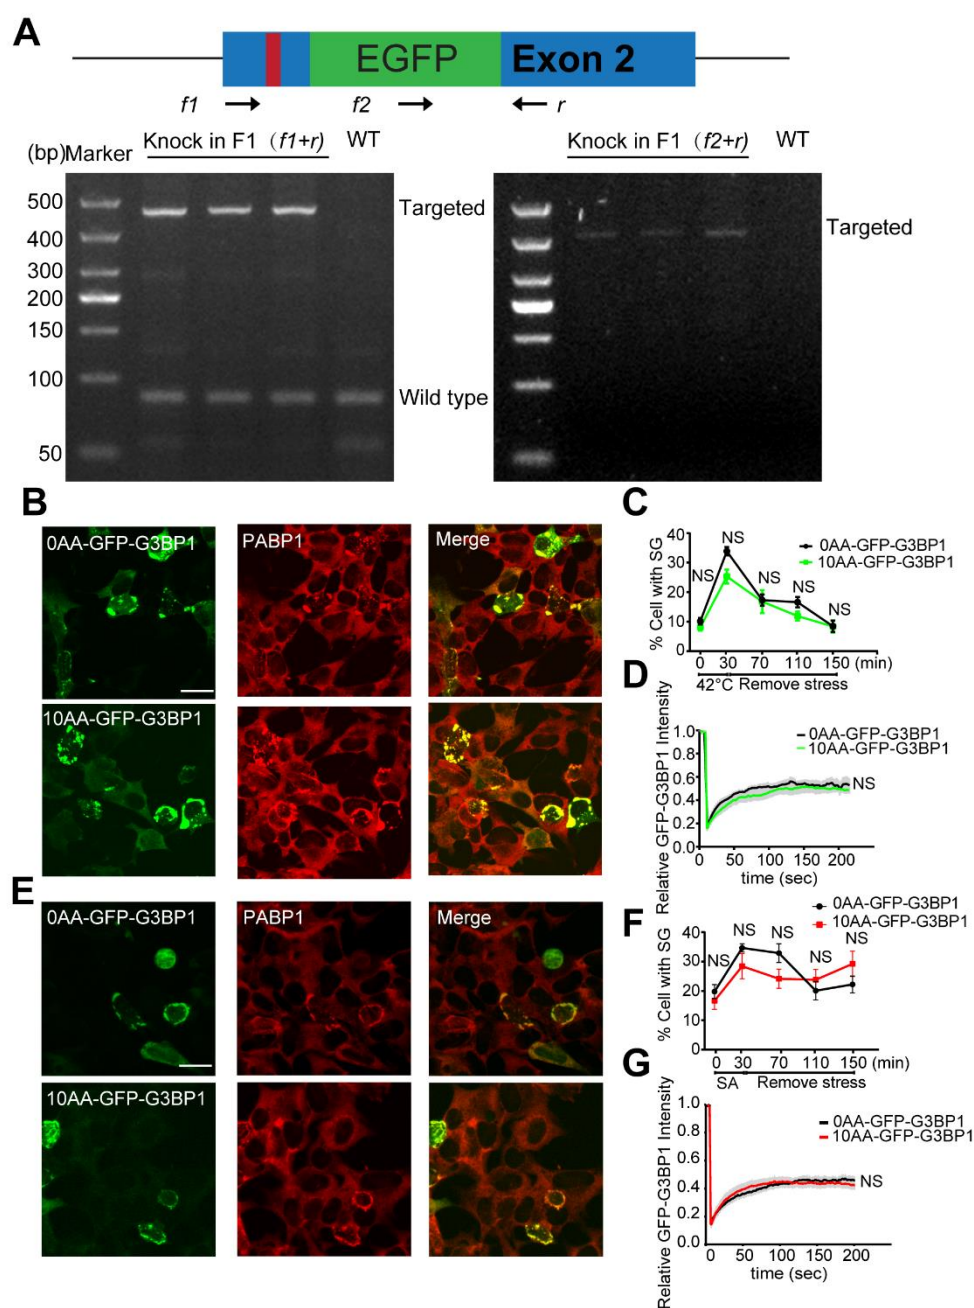 A
EGFP
Exon 2
f1
f2
r
(bp) Marker Knock in F1 (f1+r) WT
Knock in F1 (f2+r) WT
500
400
300
200
150
100
50
Targeted
Wild type
Targeted
B
0AA-GFP-G3BP1
PABP1
Merge
10AA-GFP-G3BP1
C
% Cell with SG
40
30
20
10
0
NS
NS
NS
NS
NS
0AA-GFP-G3BP1
10AA-GFP-G3BP1
0 30 70 110 150 (min)
42°C Remove stress
D
Relative GFP-G3BP1 Intensity
1.0
0.8
0.6
0.4
0.2
0.0
0AA-GFP-G3BP1
10AA-GFP-G3BP1
NS
0 50 100 150 200
time (sec)
E
0AA-GFP-G3BP1
PABP1
Merge
10AA-GFP-G3BP1
F
% Cell with SG
40
30
20
10
0
0AA-GFP-G3BP1
10AA-GFP-G3BP1
NS
NS
NS
NS
NS
0 30 70 110 150 (min)
SA Remove stress
G
Relative GFP-G3BP1 Intensity
1.0
0.8
0.6
0.4
0.2
0.0
0AA-GFP-G3BP1
10AA-GFP-G3BP1
NS
0 50 100 150 200
time (sec)